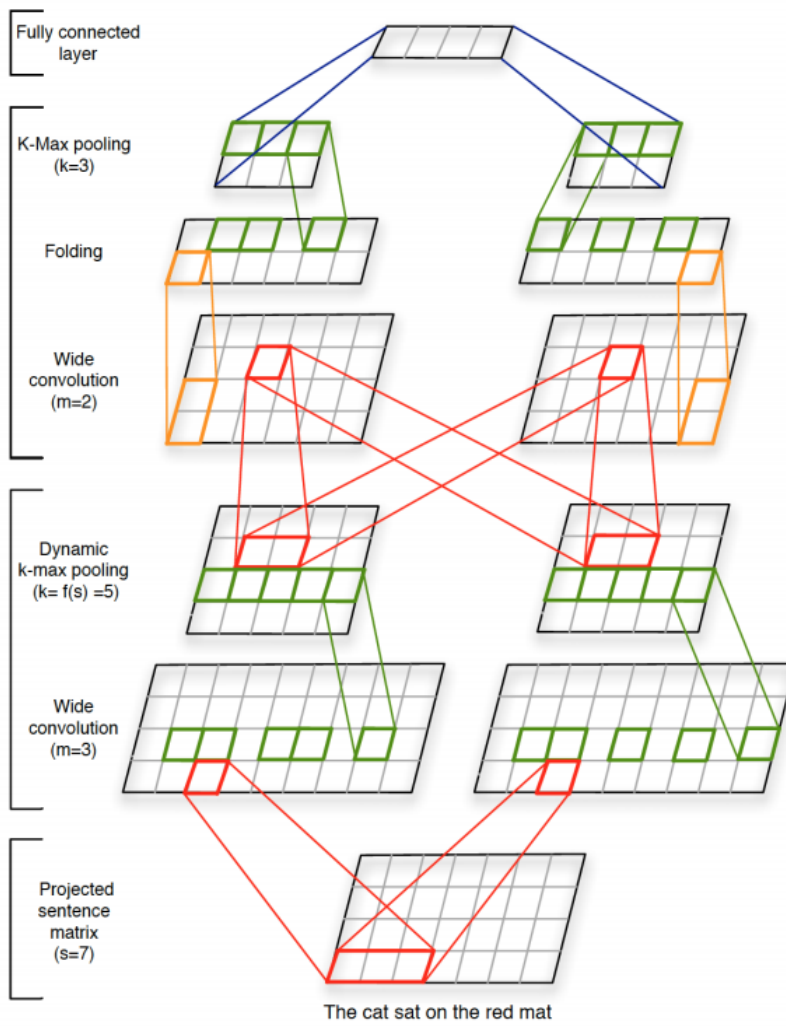 Fully connected
layer
K-Max pooling
(k=3)
Folding
Wide
convolution
(m=2)
Dynamic
k-max pooling
(k= f(s) =5)
Wide
convolution
(m=3)
Projected
sentence
matrix
(s=7)
The cat sat on the red mat